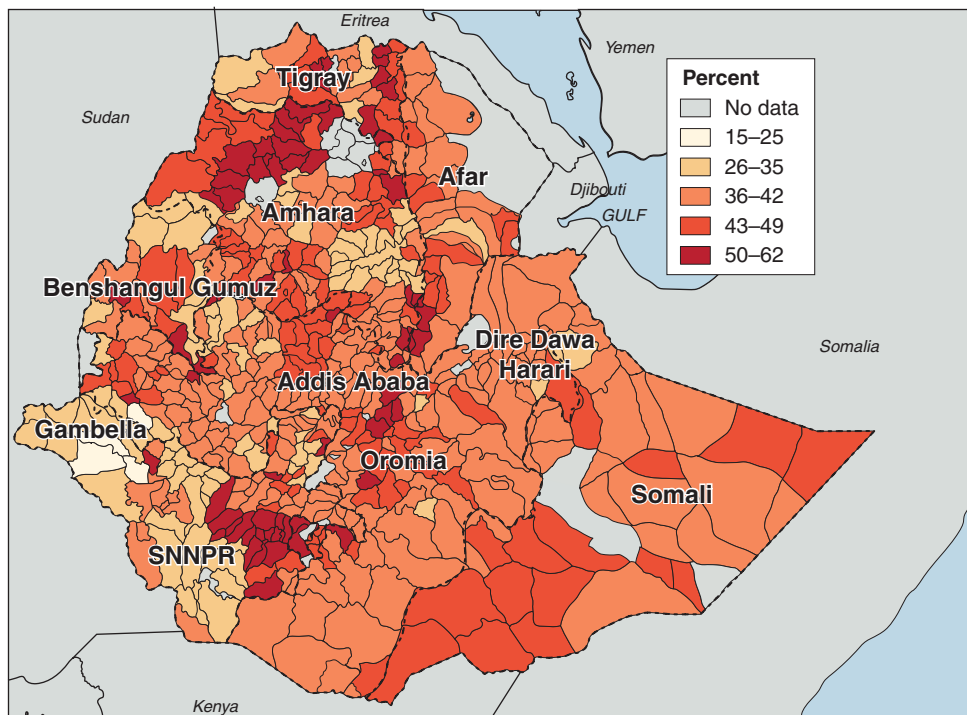 Eritrea
Yemen
Tigray
Sudan
Percent
No data
15–25
26–35
36–42
43–49
50–62
Afar
Djibouti
GULF
Amhara
Benshangul Gumuz
Dire Dawa
Harari
Somalia
Addis Ababa
Gambella
Oromia
Somali
SNNPR
Kenya